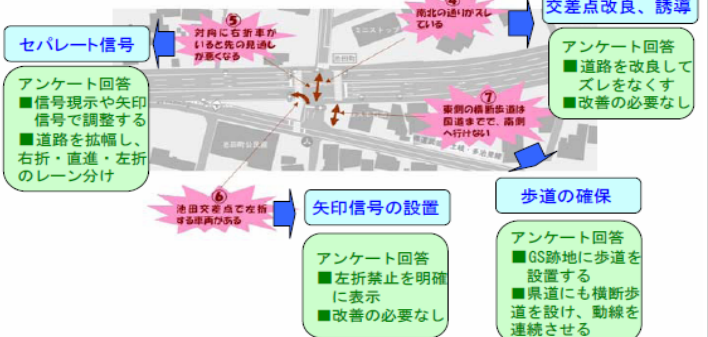 ④
南北の通りがズレ
ている
交差点改良、誘導
アンケート回答
■道路を改良して
ズレをなくす
■改善の必要なし
⑤
対向に右折車が
いると先の見通し
が悪くなる
セパレート信号
アンケート回答
■信号現示や矢印
信号で調整する
■道路を拡幅し、
右折・直進・左折
のレーン分け
ミニストップ
⑦
東側の横断歩道は
国道までで、南側
へ行けない
歩道の確保
アンケート回答
■GS跡地に歩道を
設置する
■県道にも横断歩
道を設け、動線を
連続させる
⑥
池田交差点で左折
する車両がある
矢印信号の設置
アンケート回答
■左折禁止を明確
に表示
■改善の必要なし